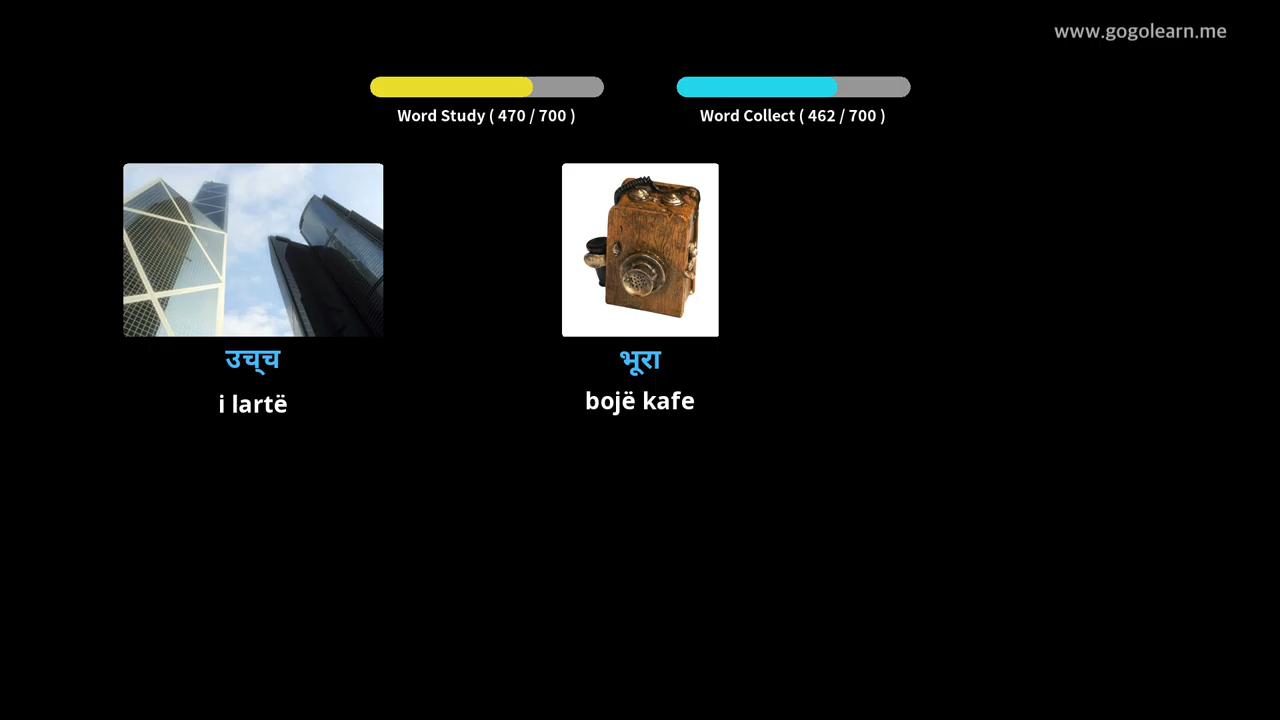 www.gogolearn.me
Word Study ( 470 / 700 )
Word Collect ( 462 / 700 )
उच्‍च
i lartë
भूरा
bojë kafe